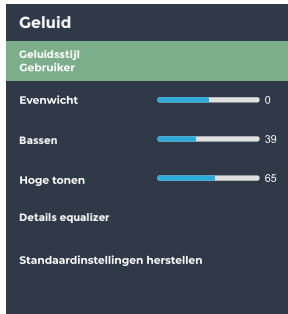 Geluid
Geluidsstijl
Gebruiker
Evenwicht 0
Bassen 39
Hoge tonen 65
Details equalizer
Standaardinstellingen herstellen